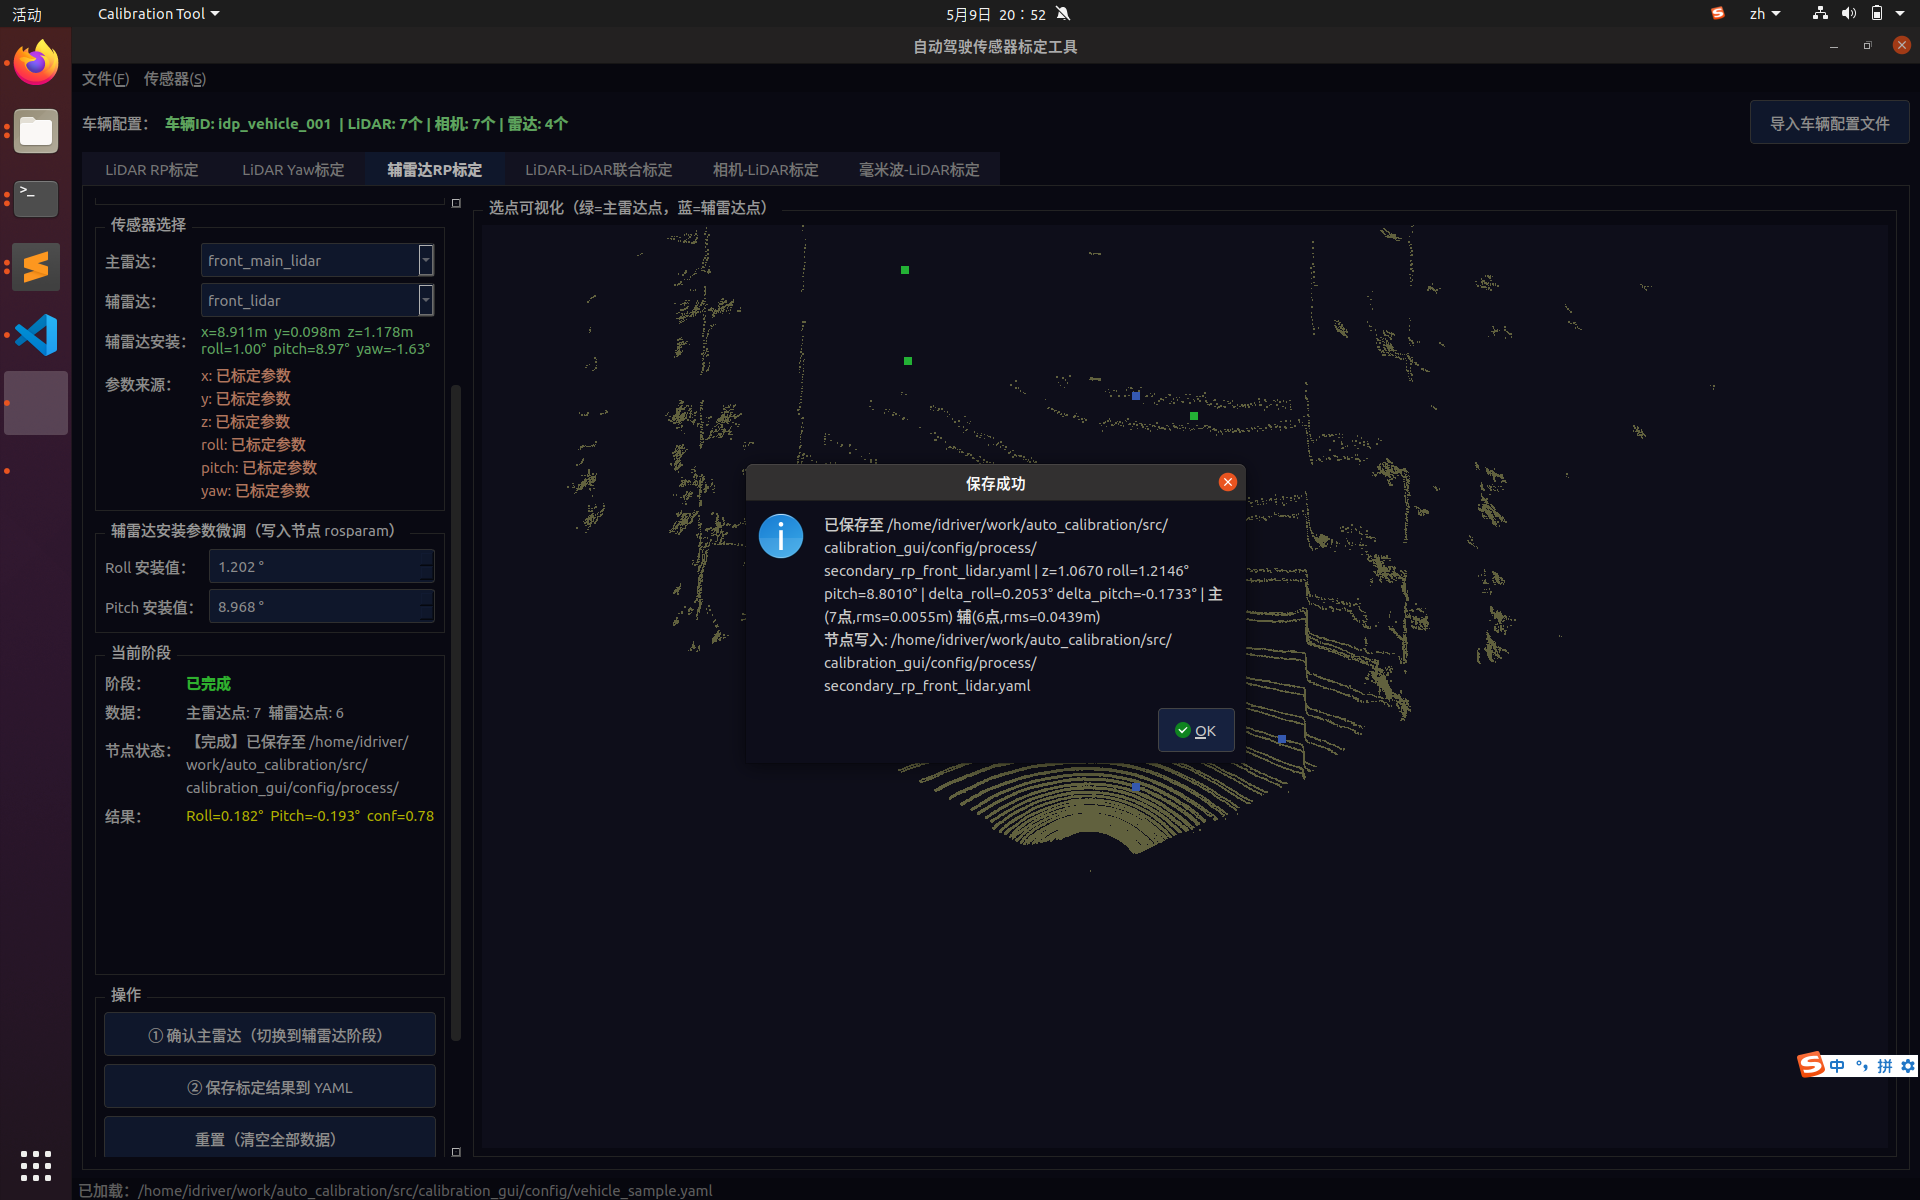 活动
Calibration Tool
5月9日 20：52
zh
自动驾驶传感器标定工具
文件(F) 传感器(S)
车辆配置： 车辆ID: idp_vehicle_001 | LiDAR: 7个 | 相机: 7个 | 雷达: 4个
导入车辆配置文件
LiDAR RP标定 LiDAR Yaw标定 辅雷达RP标定 LiDAR-LiDAR联合标定 相机-LiDAR标定 毫米波-LiDAR标定
传感器选择
主雷达： front_main_lidar
辅雷达： front_lidar
辅雷达安装： x=8.911m y=0.098m z=1.178m
roll=1.00° pitch=8.97° yaw=-1.63°
参数来源： x: 已标定参数
y: 已标定参数
z: 已标定参数
roll: 已标定参数
pitch: 已标定参数
yaw: 已标定参数
辅雷达安装参数微调（写入节点 rosparam）
Roll 安装值： 1.202 °
Pitch 安装值： 8.968 °
当前阶段
阶段： 已完成
数据： 主雷达点: 7 辅雷达点: 6
节点状态： 【完成】已保存至 /home/idriver/
work/auto_calibration/src/
calibration_gui/config/process/
结果： Roll=0.182° Pitch=-0.193° conf=0.78
操作
① 确认主雷达（切换到辅雷达阶段）
② 保存标定结果到 YAML
重置（清空全部数据）
选点可视化（绿=主雷达点，蓝=辅雷达点）
保存成功
已保存至 /home/idriver/work/auto_calibration/src/
calibration_gui/config/process/
secondary_rp_front_lidar.yaml | z=1.0670 roll=1.2146°
pitch=8.8010° | delta_roll=0.2053° delta_pitch=-0.1733° | 主
(7点,rms=0.0055m) 辅(6点,rms=0.0439m)
节点写入: /home/idriver/work/auto_calibration/src/
calibration_gui/config/process/
secondary_rp_front_lidar.yaml
OK
中 °, 拼
已加载： /home/idriver/work/auto_calibration/src/calibration_gui/config/vehicle_sample.yaml